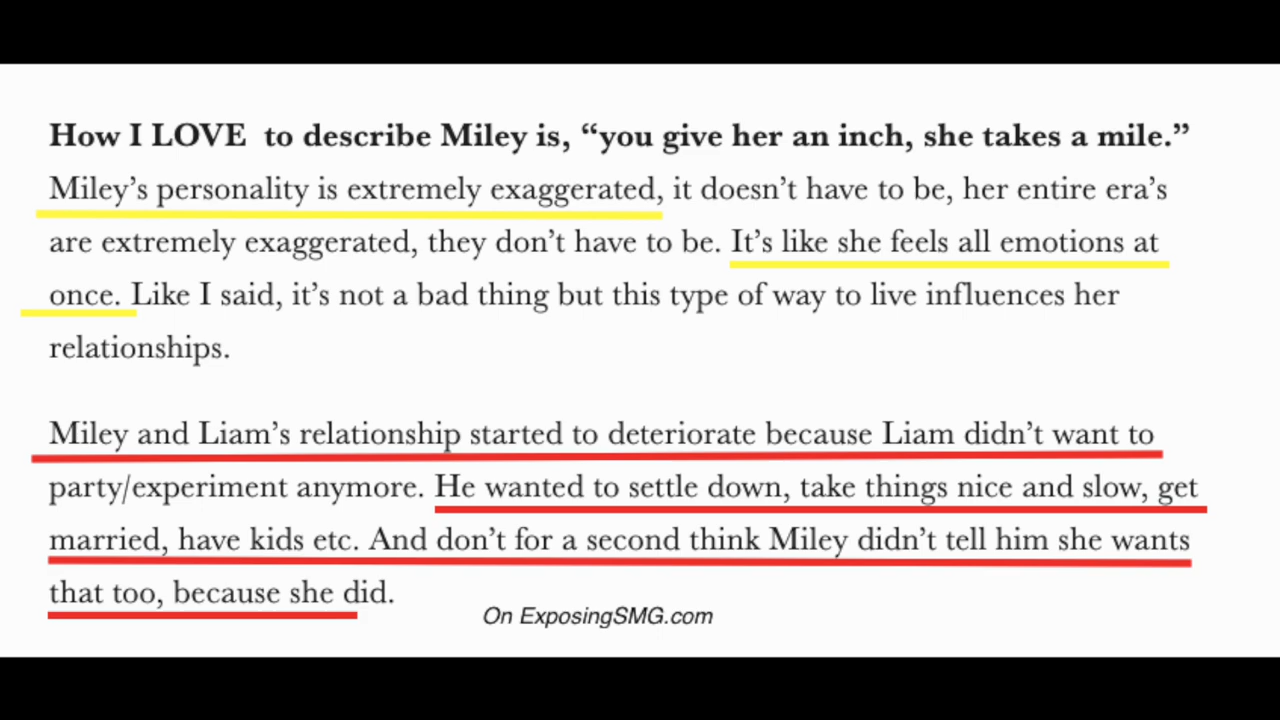 How I LOVE  to describe Miley is, “you give her an inch, she takes a mile.”
Miley’s personality is extremely exaggerated, it doesn’t have to be, her entire era’s
are extremely exaggerated, they don’t have to be. It’s like she feels all emotions at
once. Like I said, it’s not a bad thing but this type of way to live influences her
relationships.
Miley and Liam’s relationship started to deteriorate because Liam didn’t want to
party/experiment anymore. He wanted to settle down, take things nice and slow, get
married, have kids etc. And don’t for a second think Miley didn’t tell him she wants
that too, because she did.
On ExposingSMG.com